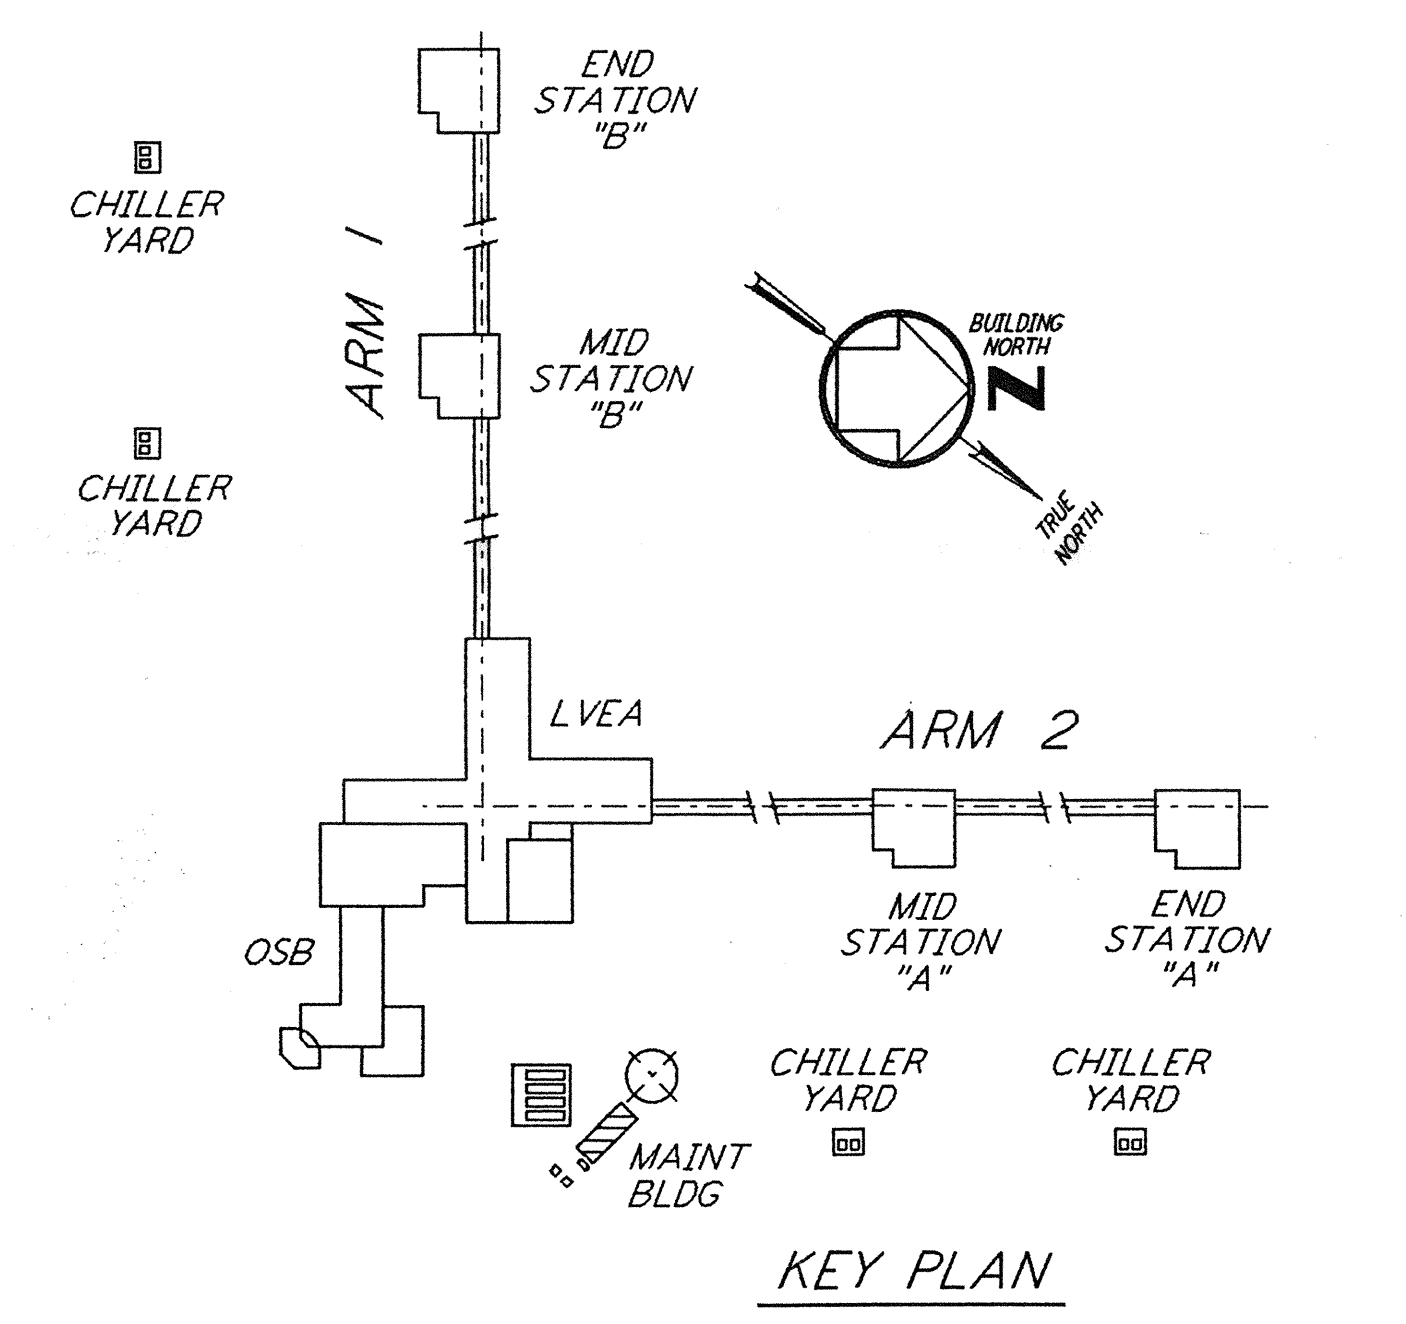 END
STATION
"B"
CHILLER
YARD
ARM 1
BUILDING
NORTH
N
MID
STATION
"B"
CHILLER
YARD
TRUE
NORTH
LVEA
ARM 2
MID
STATION
"A"
END
STATION
"A"
OSB
CHILLER
YARD
CHILLER
YARD
MAINT
BLDG
KEY PLAN